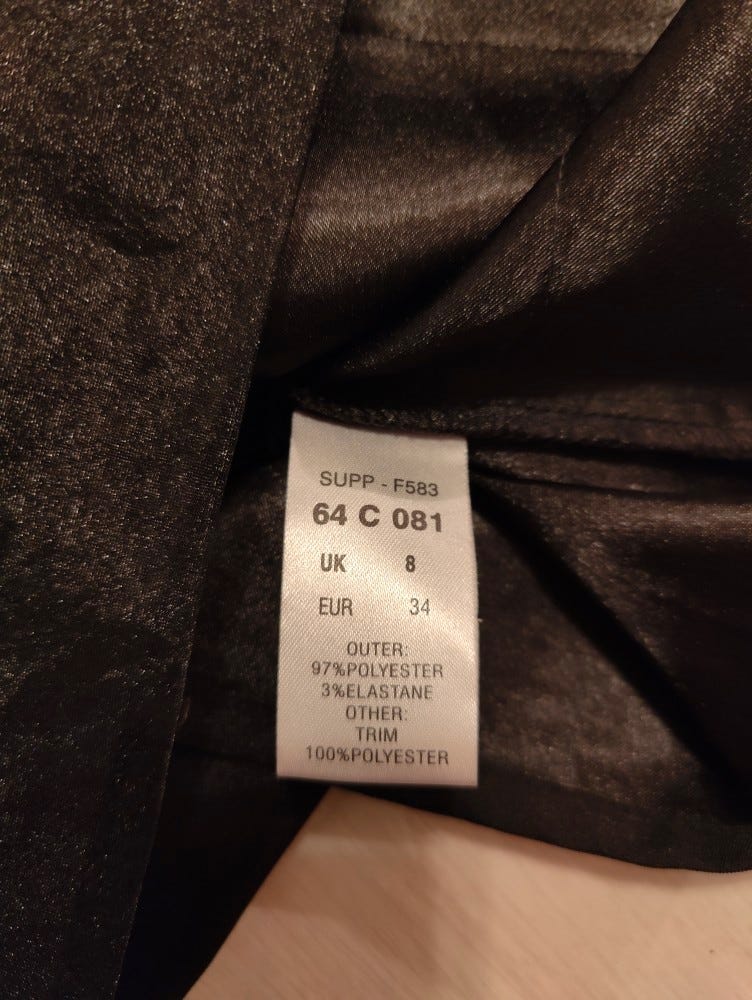 SUPP - F583
64 C 081
UK 8
EUR 34
OUTER:
97%POLYESTER
3%ELASTANE
OTHER:
TRIM
100%POLYESTER